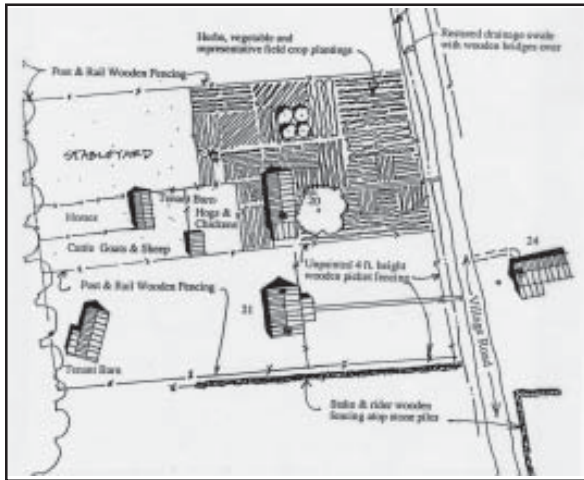 Herbs, vegetable and
representative field crop plantings
Restored drainage swale
with wooden bridges over
Post & Rail Wooden Fencing
STABLEYARD
Tenant Barn
Hogs &
Chickens
20
Horses
Cattle Goats & Sheep
24
Unpainted 4 ft. height
wooden picket fencing
Post & Rail Wooden Fencing
21
Village Road
Tenant Barn
Stake & rider wooden
fencing atop stone piles